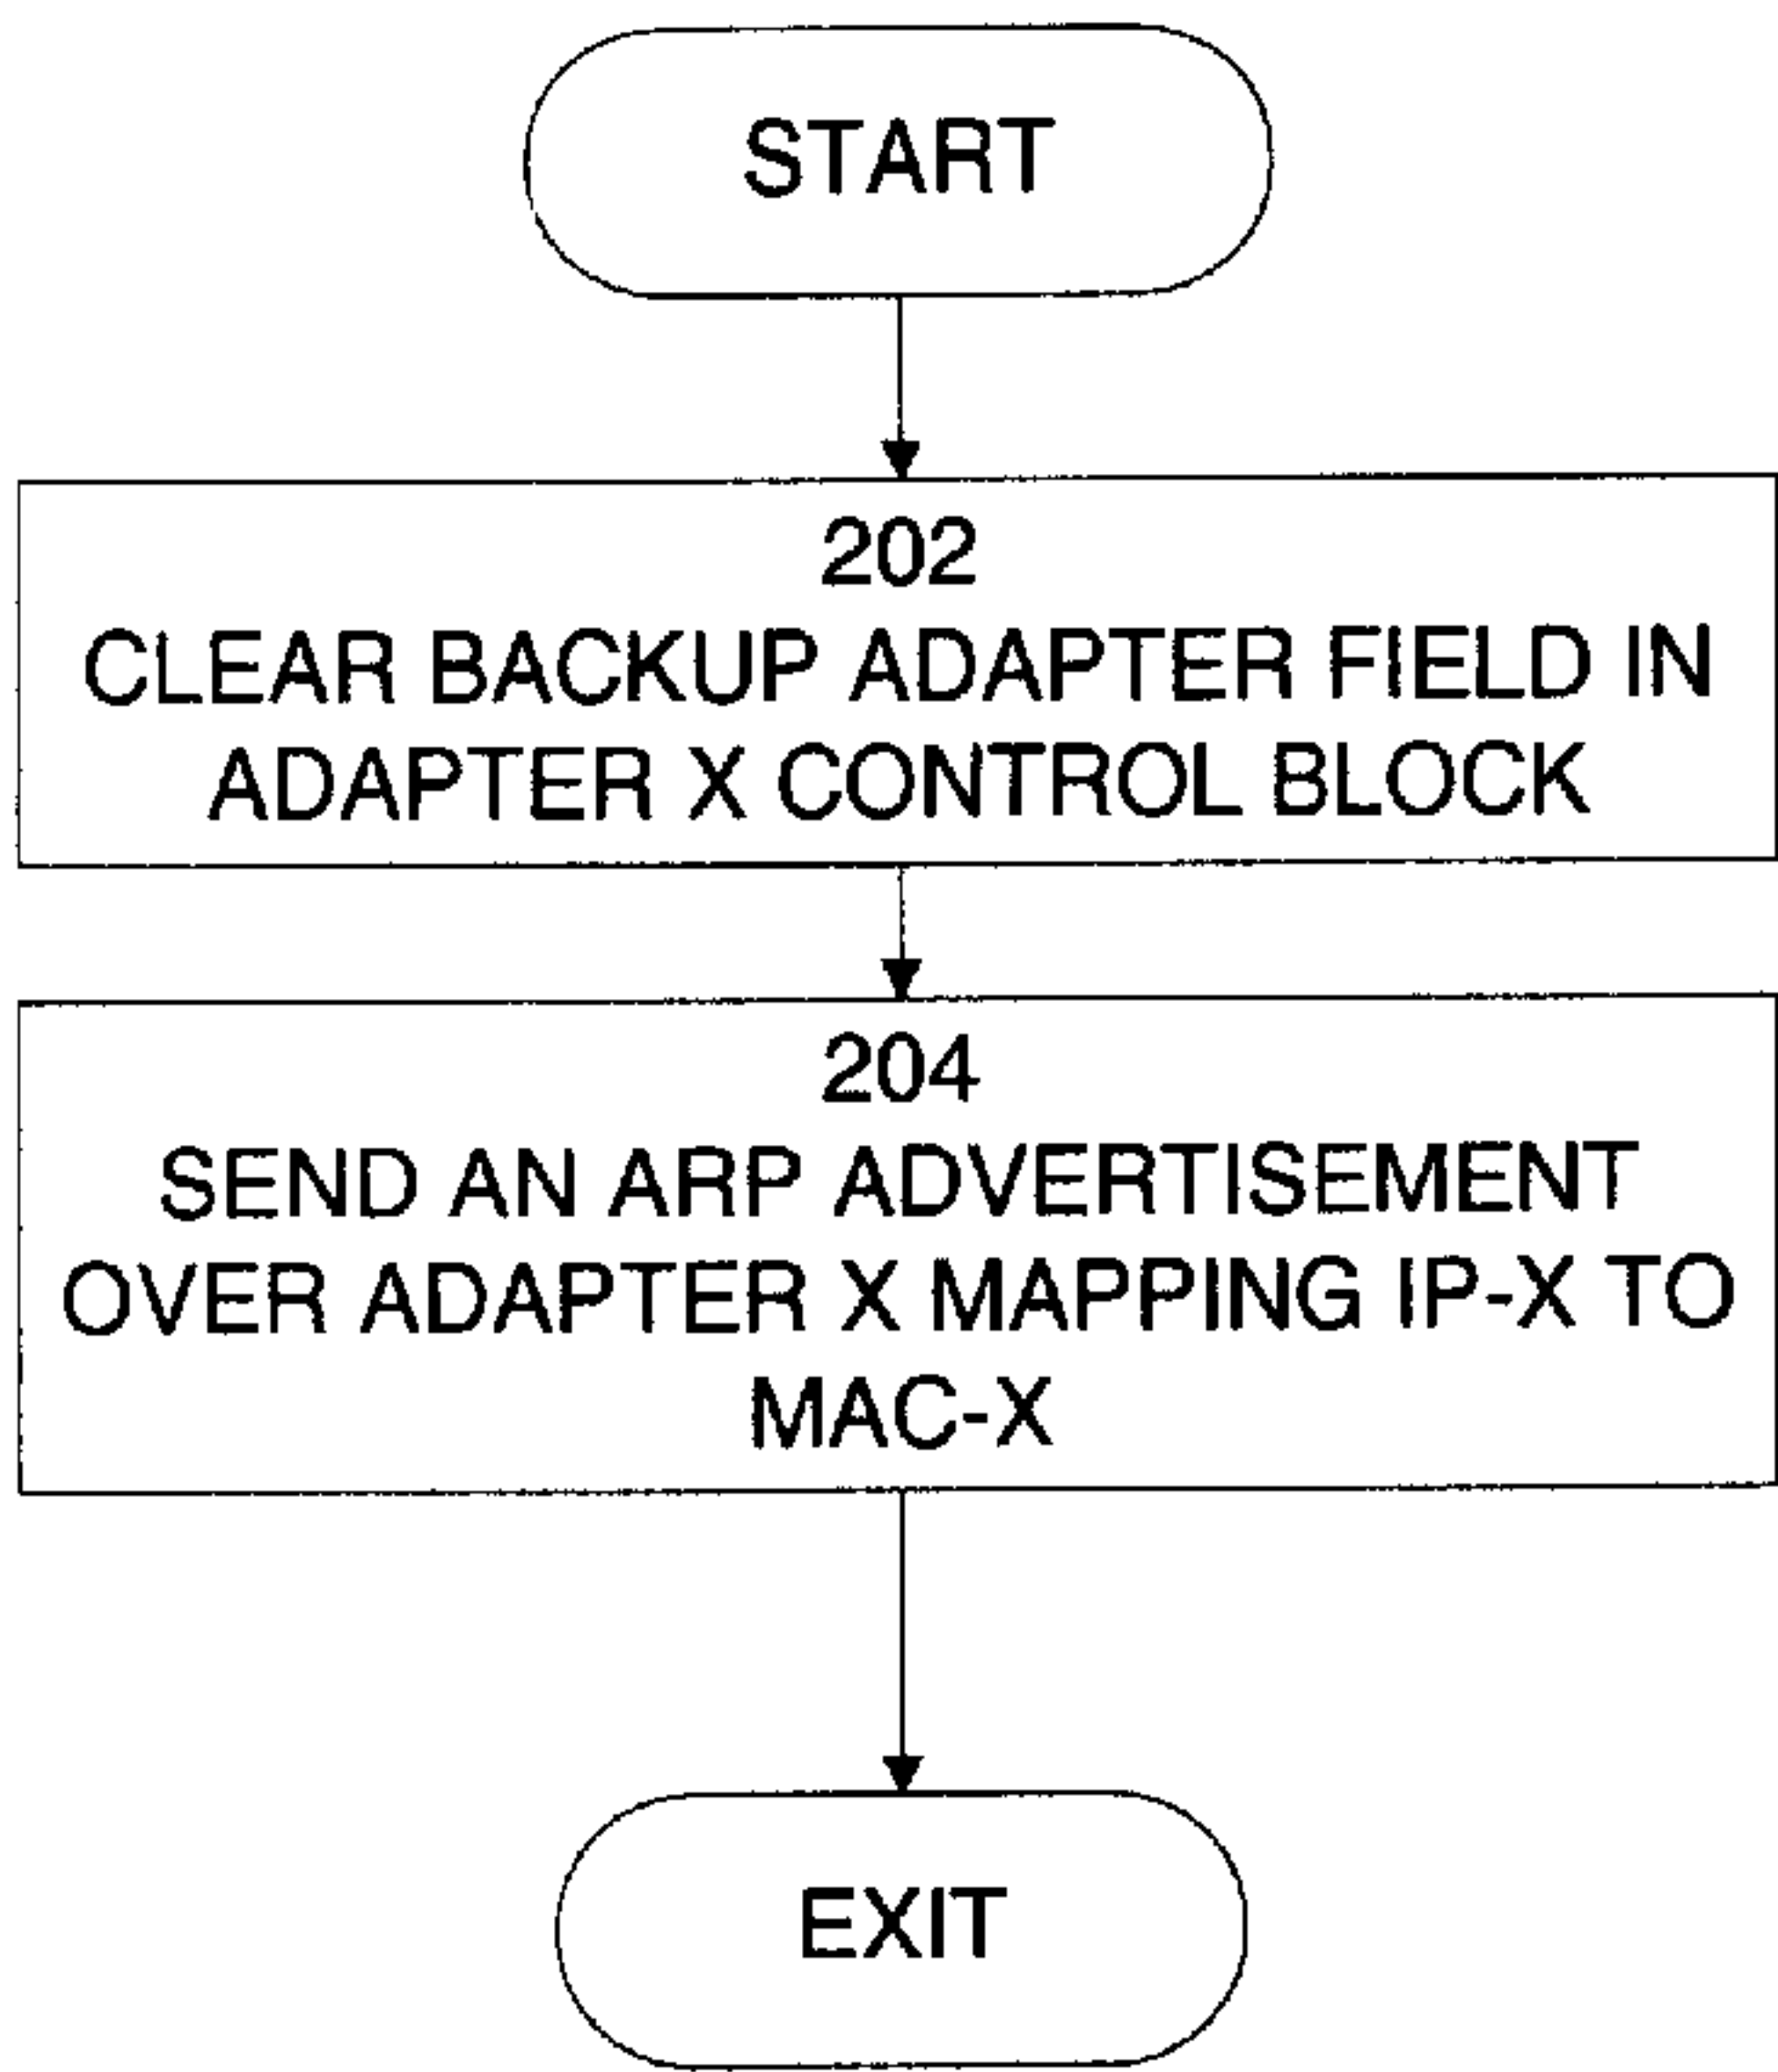 START
202
CLEAR BACKUP ADAPTER FIELD IN
ADAPTER X CONTROL BLOCK
204
SEND AN ARP ADVERTISEMENT
OVER ADAPTER X MAPPING IP-X TO
MAC-X
EXIT